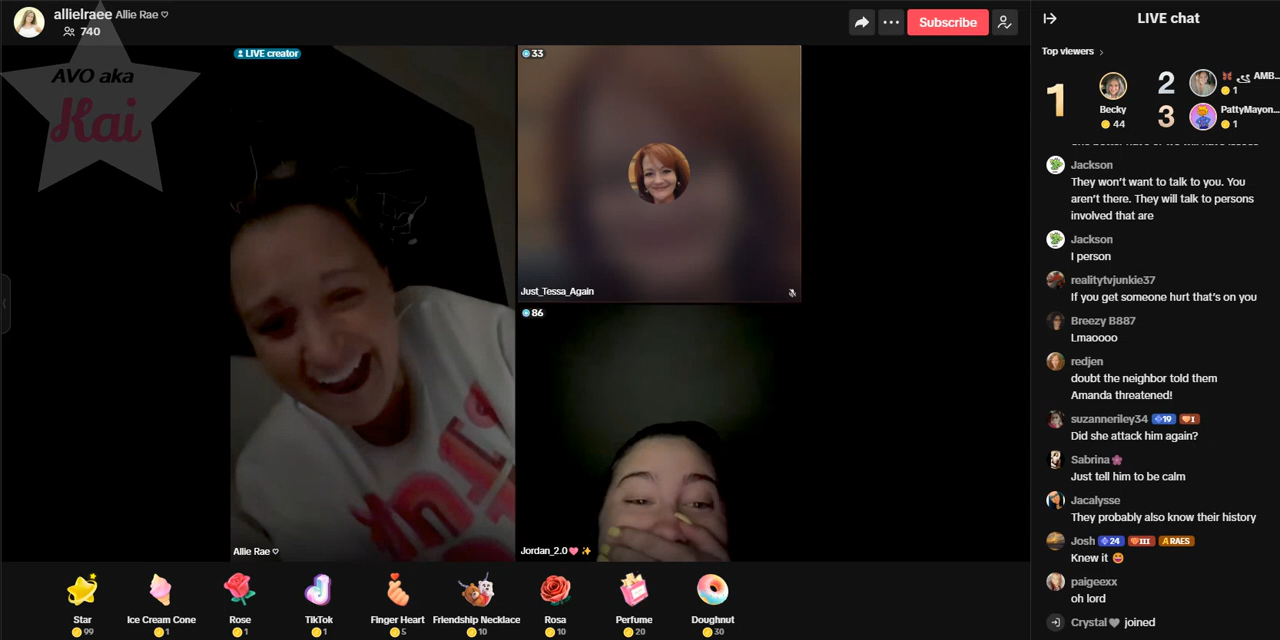 allielraee Allie Rae ♡
740
Subscribe
AVO aka
Kai
LIVE creator
33
Just_Tessa_Again
86
Allie Rae ♡
Jordan_2.0❤️ ✨
Star
99
Ice Cream Cone
1
Rose
1
TikTok
1
Finger Heart
5
Friendship Necklace
10
Rosa
10
Perfume
20
Doughnut
30
LIVE chat
Top viewers
1
Becky
44
2
AMB...
1
3
PattyMayon...
1
Jackson
They won't want to talk to you. You
aren't there. They will talk to persons
involved that are
Jackson
I person
realitytvjunkie37
If you get someone hurt that's on you
Breezy B887
Lmaoooo
redjen
doubt the neighbor told them
Amanda threatened!
suzanneriley34 19 I
Did she attack him again?
Sabrina🌸
Just tell him to be calm
Jacalysse
They probably also know their history
Josh 24 III RAES
Knew it
paigeexx
oh lord
Crystal🖤 joined